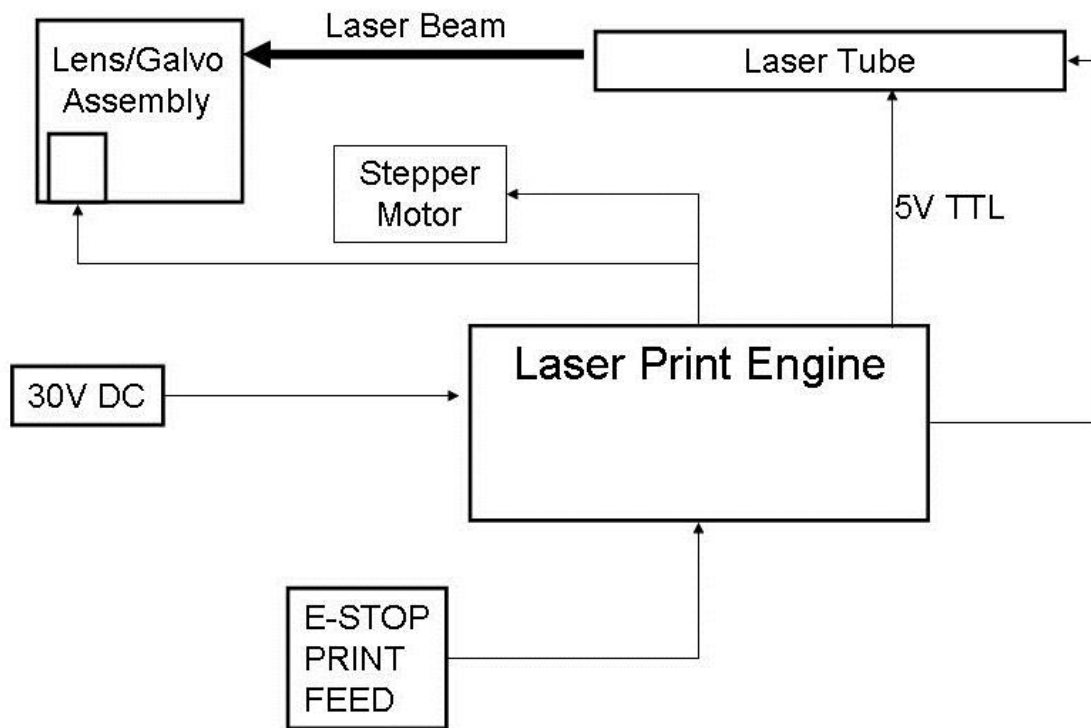 Laser Beam
Lens/Galvo
Assembly
Laser Tube
Stepper
Motor
5V TTL
Laser Print Engine
30V DC
E-STOP
PRINT
FEED